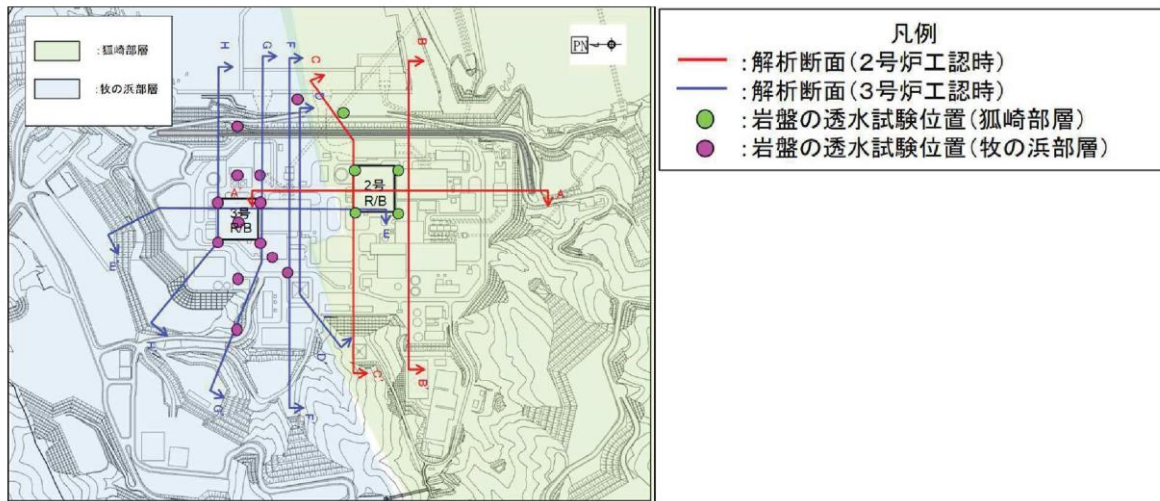 :狐崎部層
:牧の浜部層
PN
H
G
F
C
D
B
2号
R/B
A
A
3号
R/B
E
E
H
D
C
B
G
F
凡例
:解析断面(2号炉工認時)
:解析断面(3号炉工認時)
:岩盤の透水試験位置(狐崎部層)
:岩盤の透水試験位置(牧の浜部層)